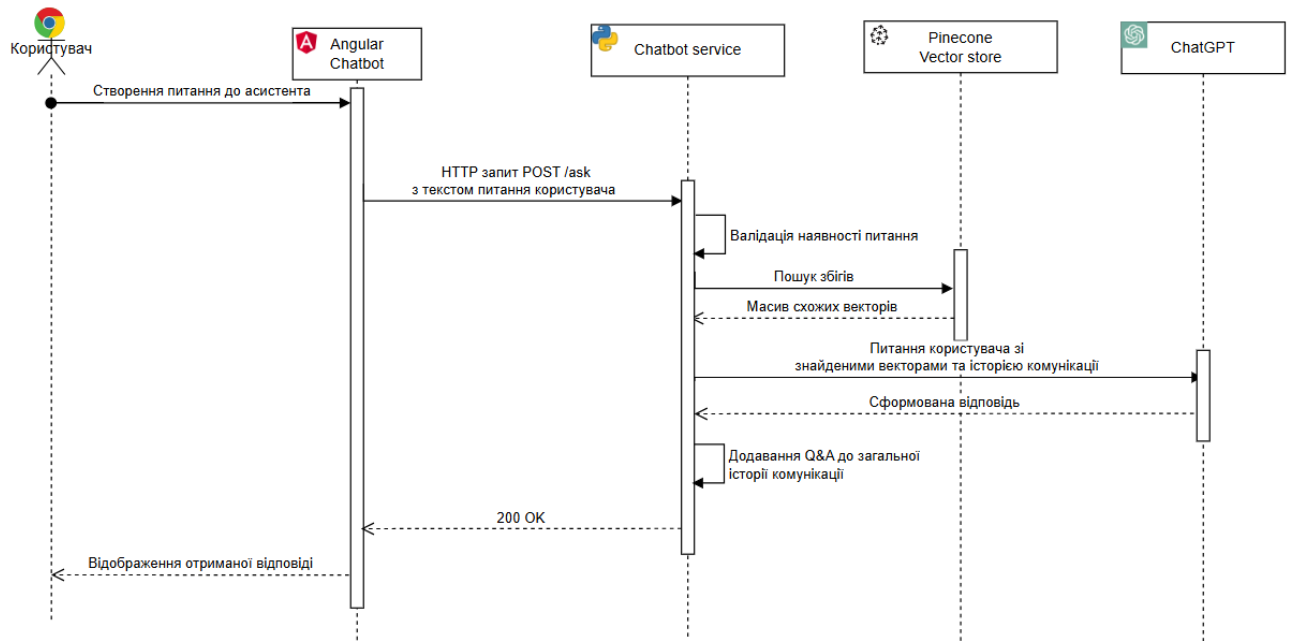 Користувач
Angular
Chatbot
Chatbot service
Pinecone
Vector store
ChatGPT
Створення питання до асистента
HTTP запит POST /ask
з текстом питання користувача
Валідація наявності питання
Пошук збігів
Масив схожих векторів
Питання користувача зі
знайденими векторами та історією комунікації
Сформована відповідь
Додавання Q&A до загальної
історії комунікації
200 OK
Відображення отриманої відповіді